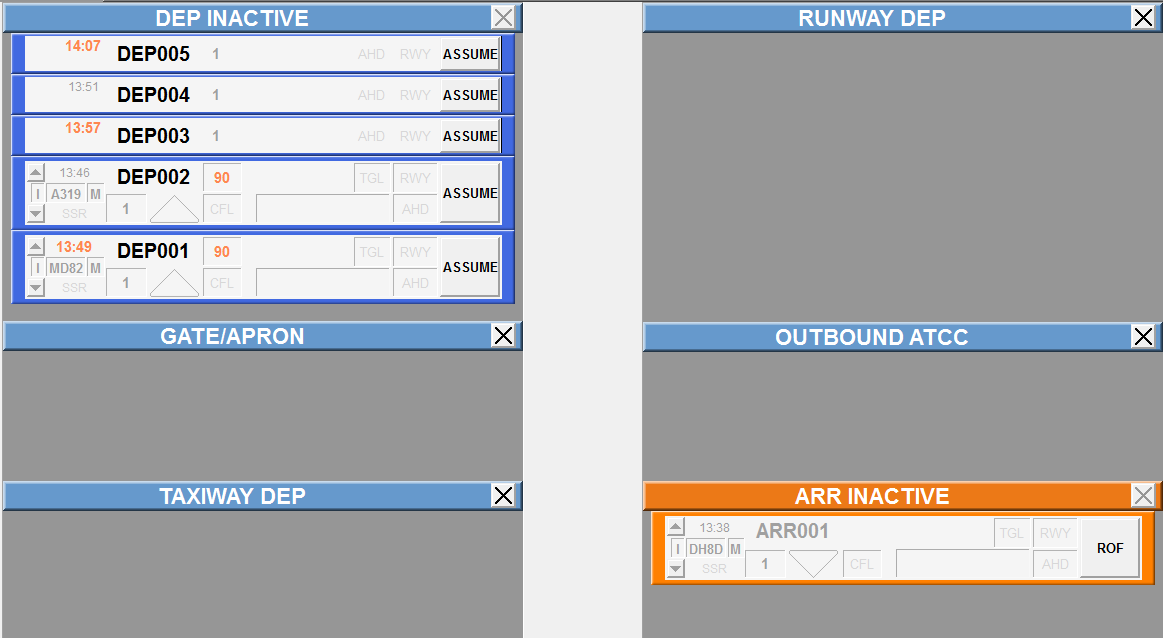 DEP INACTIVE
14:07 DEP005 1 AHD RWY ASSUME
13:51 DEP004 1 AHD RWY ASSUME
13:57 DEP003 1 AHD RWY ASSUME
13:46 DEP002 90 TGL RWY
I A319 M ASSUME
SSR 1 CFL AHD
13:49 DEP001 90 TGL RWY
I MD82 M ASSUME
SSR 1 CFL AHD
GATE/APRON
TAXIWAY DEP
RUNWAY DEP
OUTBOUND ATCC
ARR INACTIVE
13:38 ARR001 TGL RWY
I DH8D M ROF
SSR 1 CFL AHD